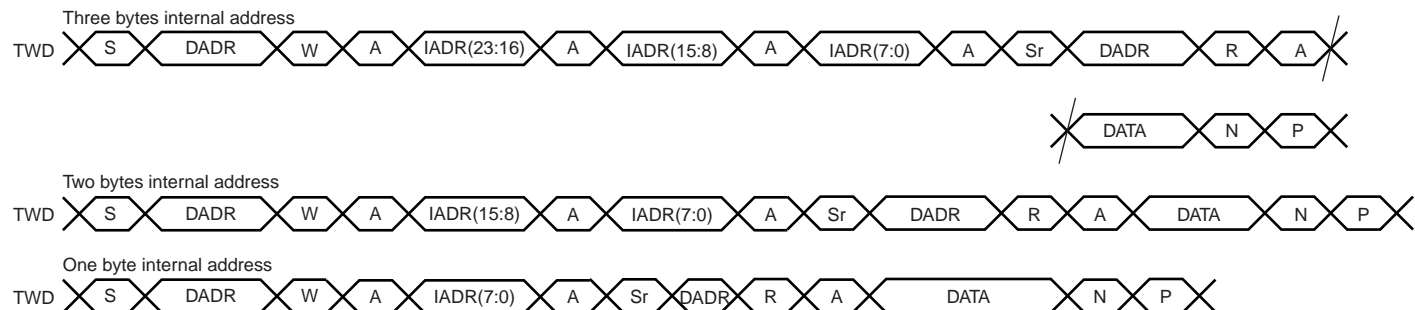 Three bytes internal address
TWD S DADR W A IADR(23:16) A IADR(15:8) A IADR(7:0) A Sr DADR R A
DATA N P
Two bytes internal address
TWD S DADR W A IADR(15:8) A IADR(7:0) A Sr DADR R A DATA N P
One byte internal address
TWD S DADR W A IADR(7:0) A Sr DADR R A DATA N P